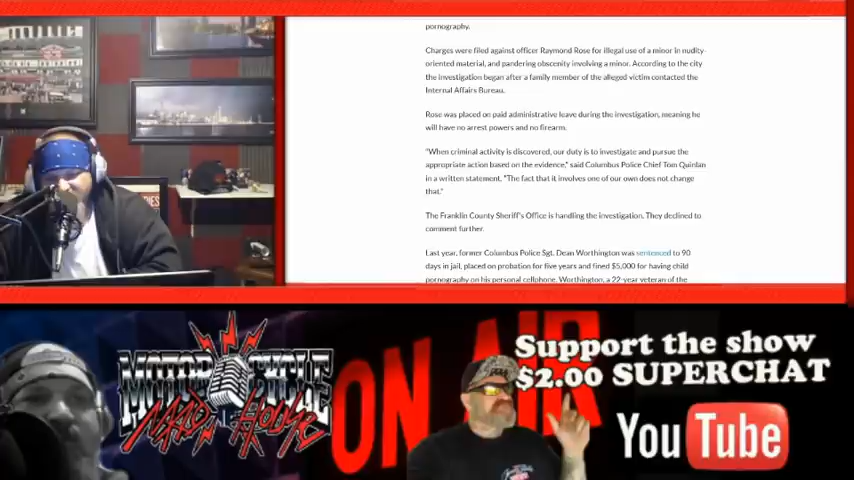 pornography.
Charges were filed against officer Raymond Rose for illegal use of a minor in nudity-
oriented material, and pandering obscenity involving a minor. According to the city
the investigation began after a family member of the alleged victim contacted the
Internal Affairs Bureau.
Rose was placed on paid administrative leave during the investigation, meaning he
will have no arrest powers and no firearm.
"When criminal activity is discovered, our duty is to investigate and pursue the
appropriate action based on the evidence," said Columbus Police Chief Tom Quinlan
in a written statement. "The fact that it involves one of our own does not change
that."
The Franklin County Sheriff's Office is handling the investigation. They declined to
comment further.
Last year, former Columbus Police Sgt. Dean Worthington was sentenced to 90
days in jail, placed on probation for five years and fined $5,000 for having child
pornography on his personal cellphone. Worthington, a 22-year veteran of the
MOTORCYCLE
MAD HOUSE
ON AIR
Support the show
$2.00 SUPERCHAT
YouTube